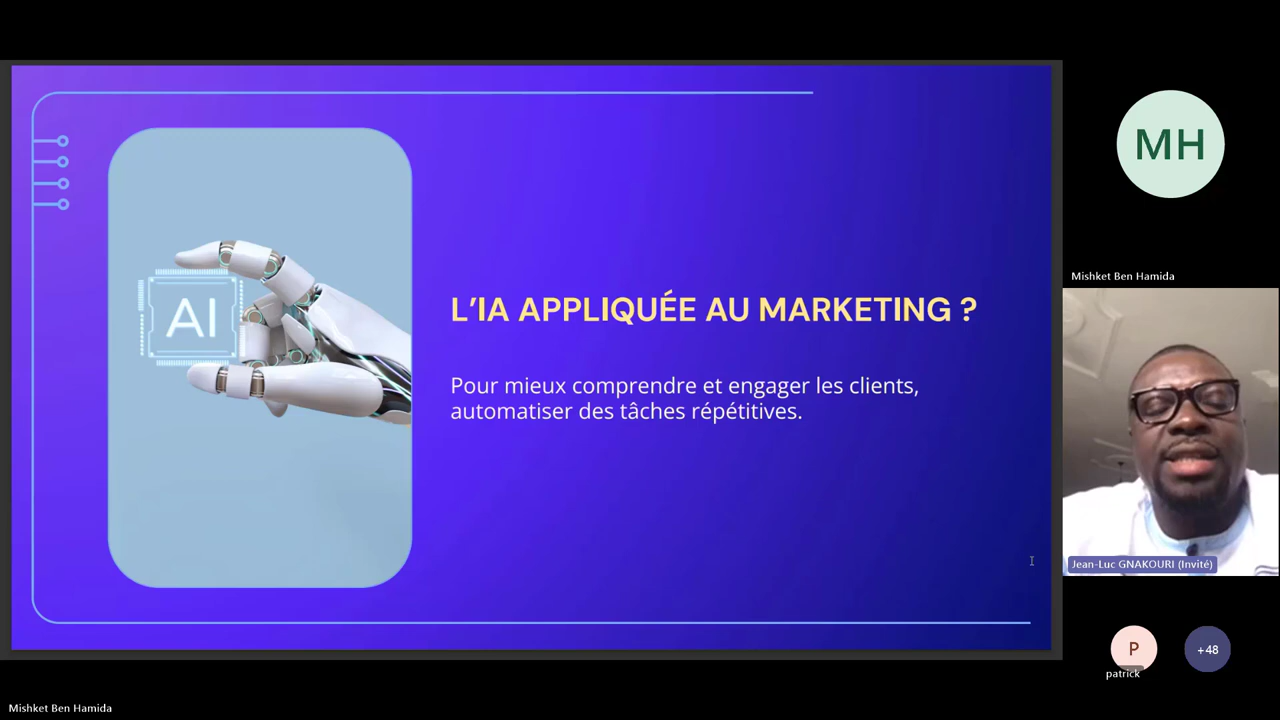 AI
L’IA APPLIQUÉE AU MARKETING ?
Pour mieux comprendre et engager les clients,
automatiser des tâches répétitives.
MH
Mishket Ben Hamida
Jean-Luc GNAKOURI (Invité)
P
patrick
+48
Mishket Ben Hamida